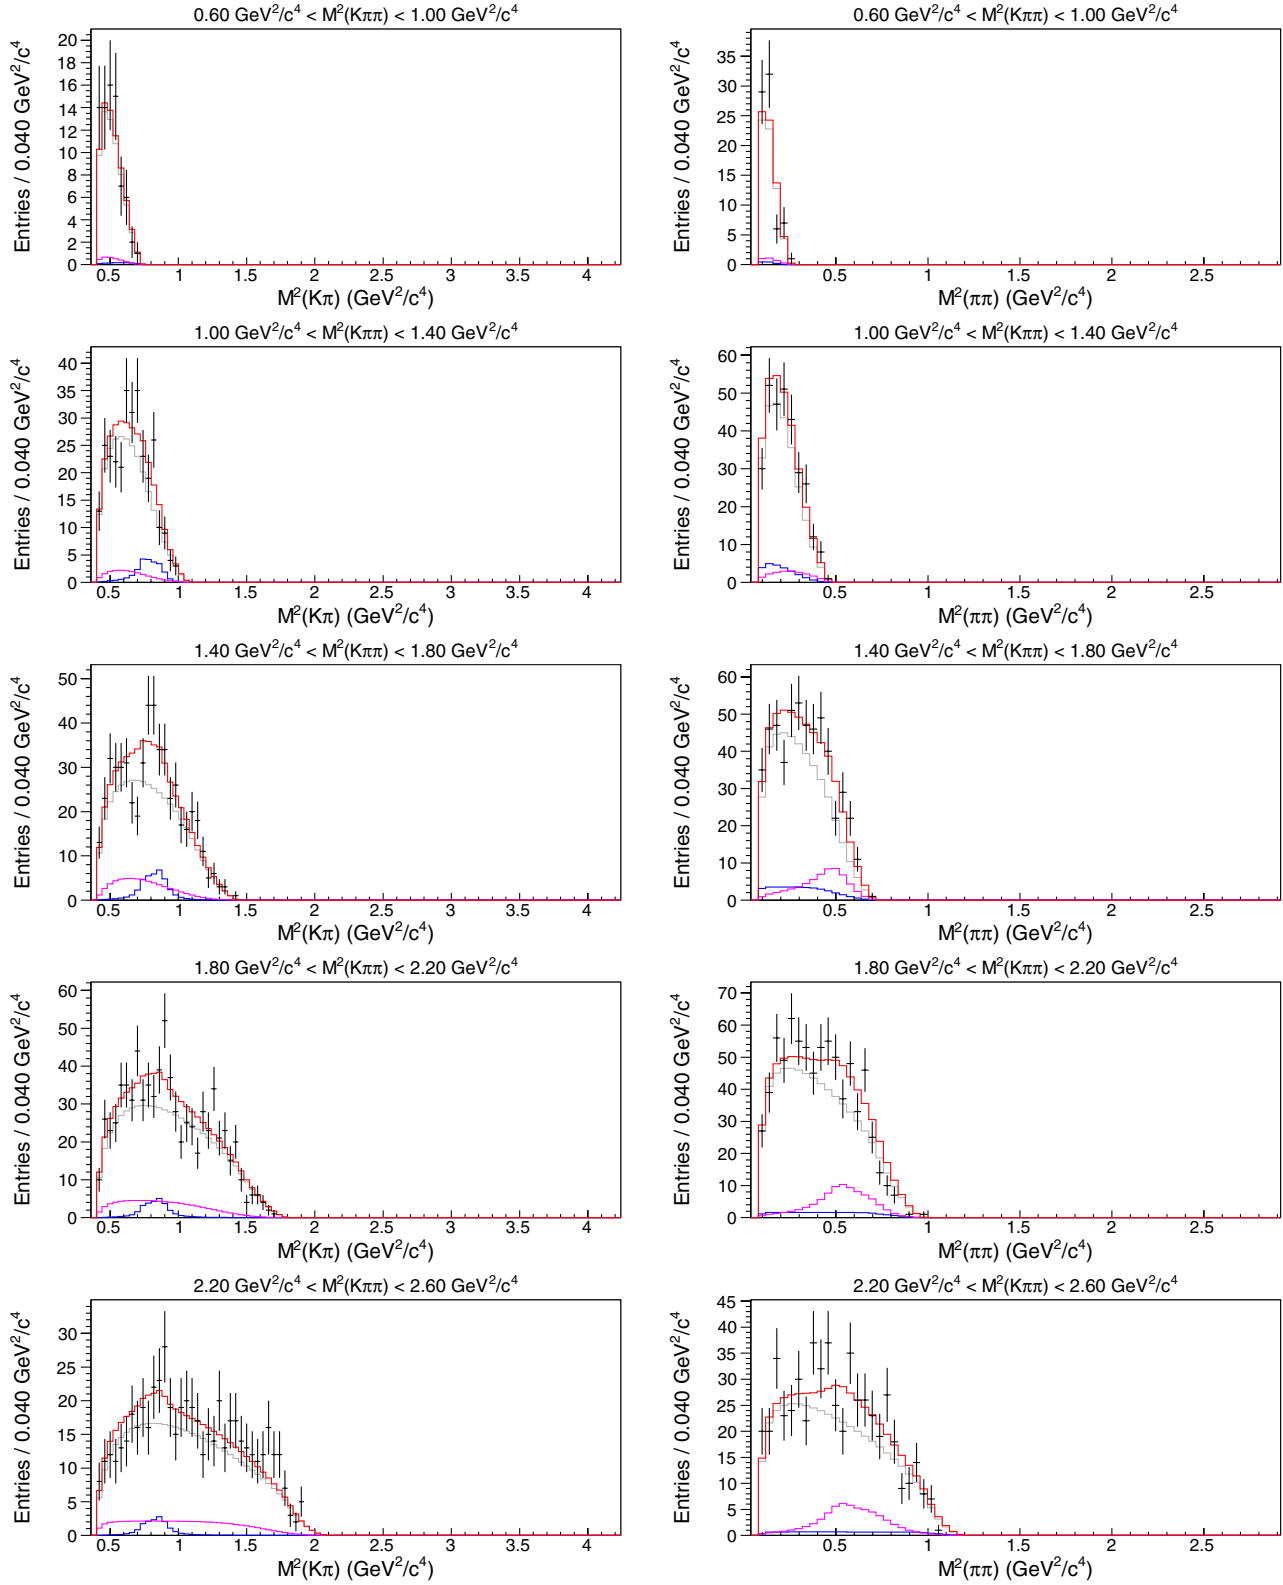 0.60 GeV²/c⁴ < M²(Kππ) < 1.00 GeV²/c⁴
Entries / 0.040 GeV²/c⁴
20
18
16
14
12
10
8
6
4
2
0
0.5 1 1.5 2 2.5 3 3.5 4
M²(Kπ) (GeV²/c⁴)
0.60 GeV²/c⁴ < M²(Kππ) < 1.00 GeV²/c⁴
Entries / 0.040 GeV²/c⁴
35
30
25
20
15
10
5
0
0.5 1 1.5 2 2.5
M²(ππ) (GeV²/c⁴)
1.00 GeV²/c⁴ < M²(Kππ) < 1.40 GeV²/c⁴
Entries / 0.040 GeV²/c⁴
40
35
30
25
20
15
10
5
0
0.5 1 1.5 2 2.5 3 3.5 4
M²(Kπ) (GeV²/c⁴)
1.00 GeV²/c⁴ < M²(Kππ) < 1.40 GeV²/c⁴
Entries / 0.040 GeV²/c⁴
60
50
40
30
20
10
0
0.5 1 1.5 2 2.5
M²(ππ) (GeV²/c⁴)
1.40 GeV²/c⁴ < M²(Kππ) < 1.80 GeV²/c⁴
Entries / 0.040 GeV²/c⁴
50
40
30
20
10
0
0.5 1 1.5 2 2.5 3 3.5 4
M²(Kπ) (GeV²/c⁴)
1.40 GeV²/c⁴ < M²(Kππ) < 1.80 GeV²/c⁴
Entries / 0.040 GeV²/c⁴
60
50
40
30
20
10
0
0.5 1 1.5 2 2.5
M²(ππ) (GeV²/c⁴)
1.80 GeV²/c⁴ < M²(Kππ) < 2.20 GeV²/c⁴
Entries / 0.040 GeV²/c⁴
60
50
40
30
20
10
0
0.5 1 1.5 2 2.5 3 3.5 4
M²(Kπ) (GeV²/c⁴)
1.80 GeV²/c⁴ < M²(Kππ) < 2.20 GeV²/c⁴
Entries / 0.040 GeV²/c⁴
70
60
50
40
30
20
10
0
0.5 1 1.5 2 2.5
M²(ππ) (GeV²/c⁴)
2.20 GeV²/c⁴ < M²(Kππ) < 2.60 GeV²/c⁴
Entries / 0.040 GeV²/c⁴
30
25
20
15
10
5
0
0.5 1 1.5 2 2.5 3 3.5 4
M²(Kπ) (GeV²/c⁴)
2.20 GeV²/c⁴ < M²(Kππ) < 2.60 GeV²/c⁴
Entries / 0.040 GeV²/c⁴
45
40
35
30
25
20
15
10
5
0
0.5 1 1.5 2 2.5
M²(ππ) (GeV²/c⁴)